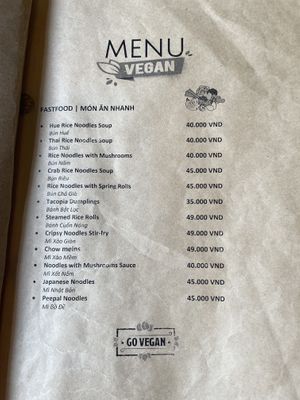 MENU
VEGAN
FASTFOOD | MÓN ĂN NHANH
Hue Rice Noodles Soup 40.000 VND
Bún Huế
Thai Rice Noodles Soup 40.000 VND
Bún Thái
Rice Noodles with Mushrooms 40.000 VND
Bún Nấm
Crab Rice Noodles Soup 45.000 VND
Bún Riêu
Rice Noodles with Spring Rolls 45.000 VND
Bún Chả Giò
Tacopia Dumplings 35.000 VND
Bánh Bột Lọc
Steamed Rice Rolls 49.000 VND
Bánh Cuốn Nóng
Cripsy Noodles Stir-fry 49.000 VND
Mì Xào Giòn
Chow meins 49.000 VND
Mì Xào Mềm
Noodles with Mushrooms Sauce 40.000 VND
Mì Xốt Nấm
Japanese Noodles 45.000 VND
Mì Nhật Bản
Peepal Noodles 45.000 VND
Mì Bồ Đề
GO VEGAN